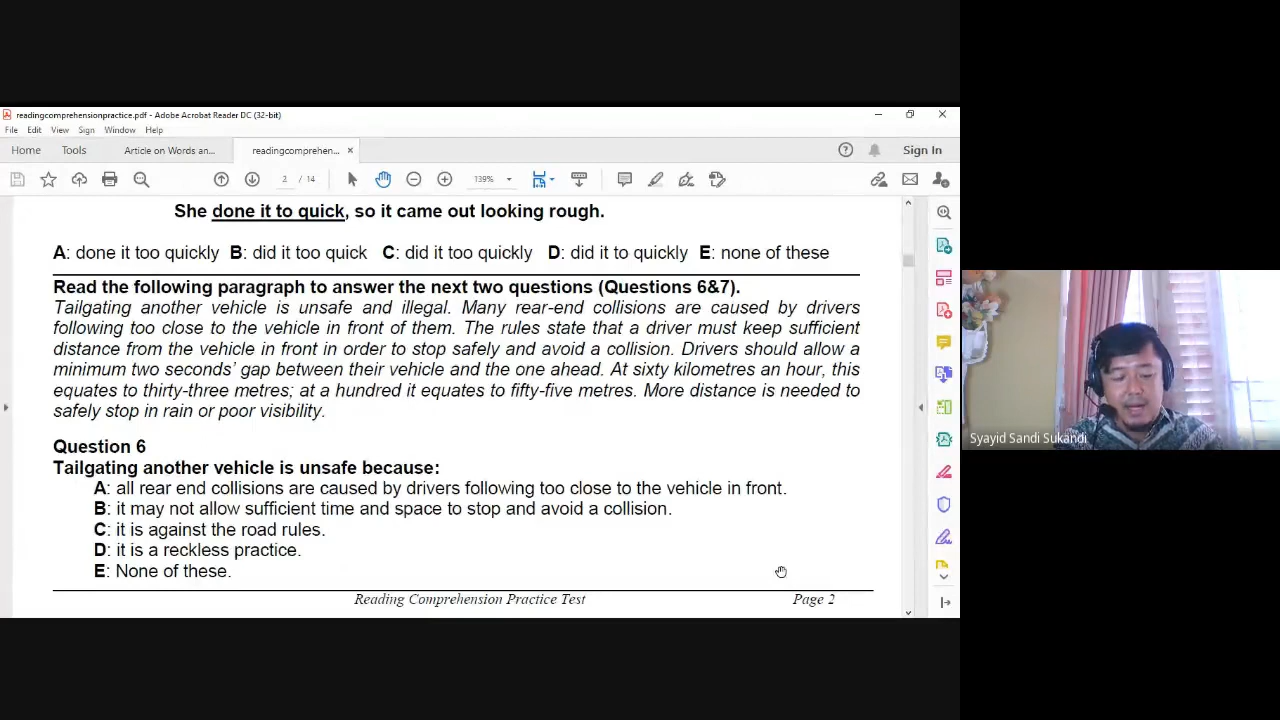 readingcomprehensionpractice.pdf - Adobe Acrobat Reader DC (32-bit)
File Edit View Sign Window Help
Home Tools Article on Words an... readingcomprehen... × Sign In
2 / 14 139%
She done it to quick, so it came out looking rough.
A: done it too quickly B: did it too quick C: did it too quickly D: did it to quickly E: none of these
Read the following paragraph to answer the next two questions (Questions 6&7).
Tailgating another vehicle is unsafe and illegal. Many rear-end collisions are caused by drivers
following too close to the vehicle in front of them. The rules state that a driver must keep sufficient
distance from the vehicle in front in order to stop safely and avoid a collision. Drivers should allow a
minimum two seconds' gap between their vehicle and the one ahead. At sixty kilometres an hour, this
equates to thirty-three metres; at a hundred it equates to fifty-five metres. More distance is needed to
safely stop in rain or poor visibility.
Question 6
Tailgating another vehicle is unsafe because:
A: all rear end collisions are caused by drivers following too close to the vehicle in front.
B: it may not allow sufficient time and space to stop and avoid a collision.
C: it is against the road rules.
D: it is a reckless practice.
E: None of these.
Reading Comprehension Practice Test Page 2
Syayid Sandi Sukandi